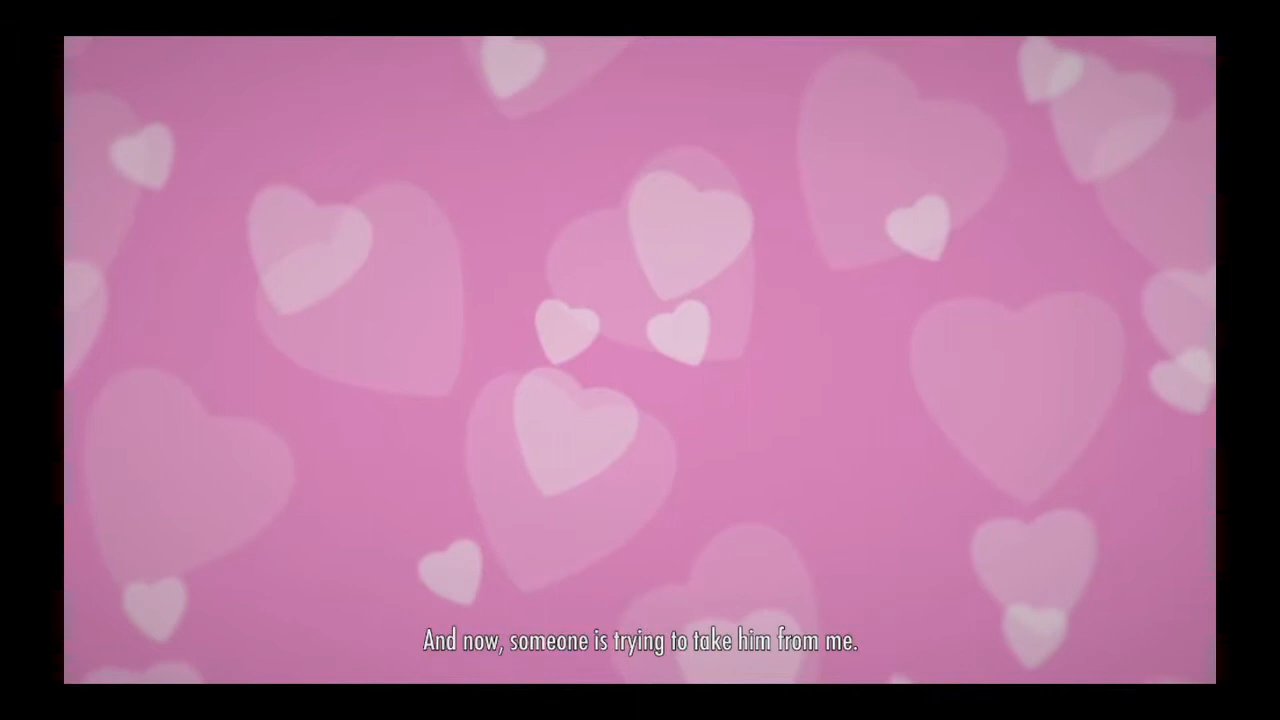 And now, someone is trying to take him from me.